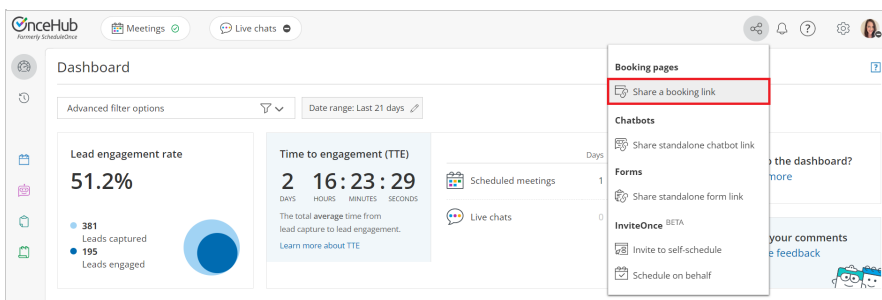 OnceHub
Formerly ScheduleOnce
Meetings
Live chats
?
Dashboard
?
Advanced filter options
Date range: Last 21 days
Lead engagement rate
51.2%
381
Leads captured
195
Leads engaged
Time to engagement (TTE)
2 16 : 23 : 29
DAYS HOURS MINUTES SECONDS
The total average time from
lead capture to lead engagement.
Learn more about TTE
Days
Scheduled meetings 1
Live chats 0
Booking pages
Share a booking link
Chatbots
Share standalone chatbot link
Forms
Share standalone form link
InviteOnce BETA
Invite to self-schedule
Schedule on behalf
the dashboard?
more
your comments
feedback